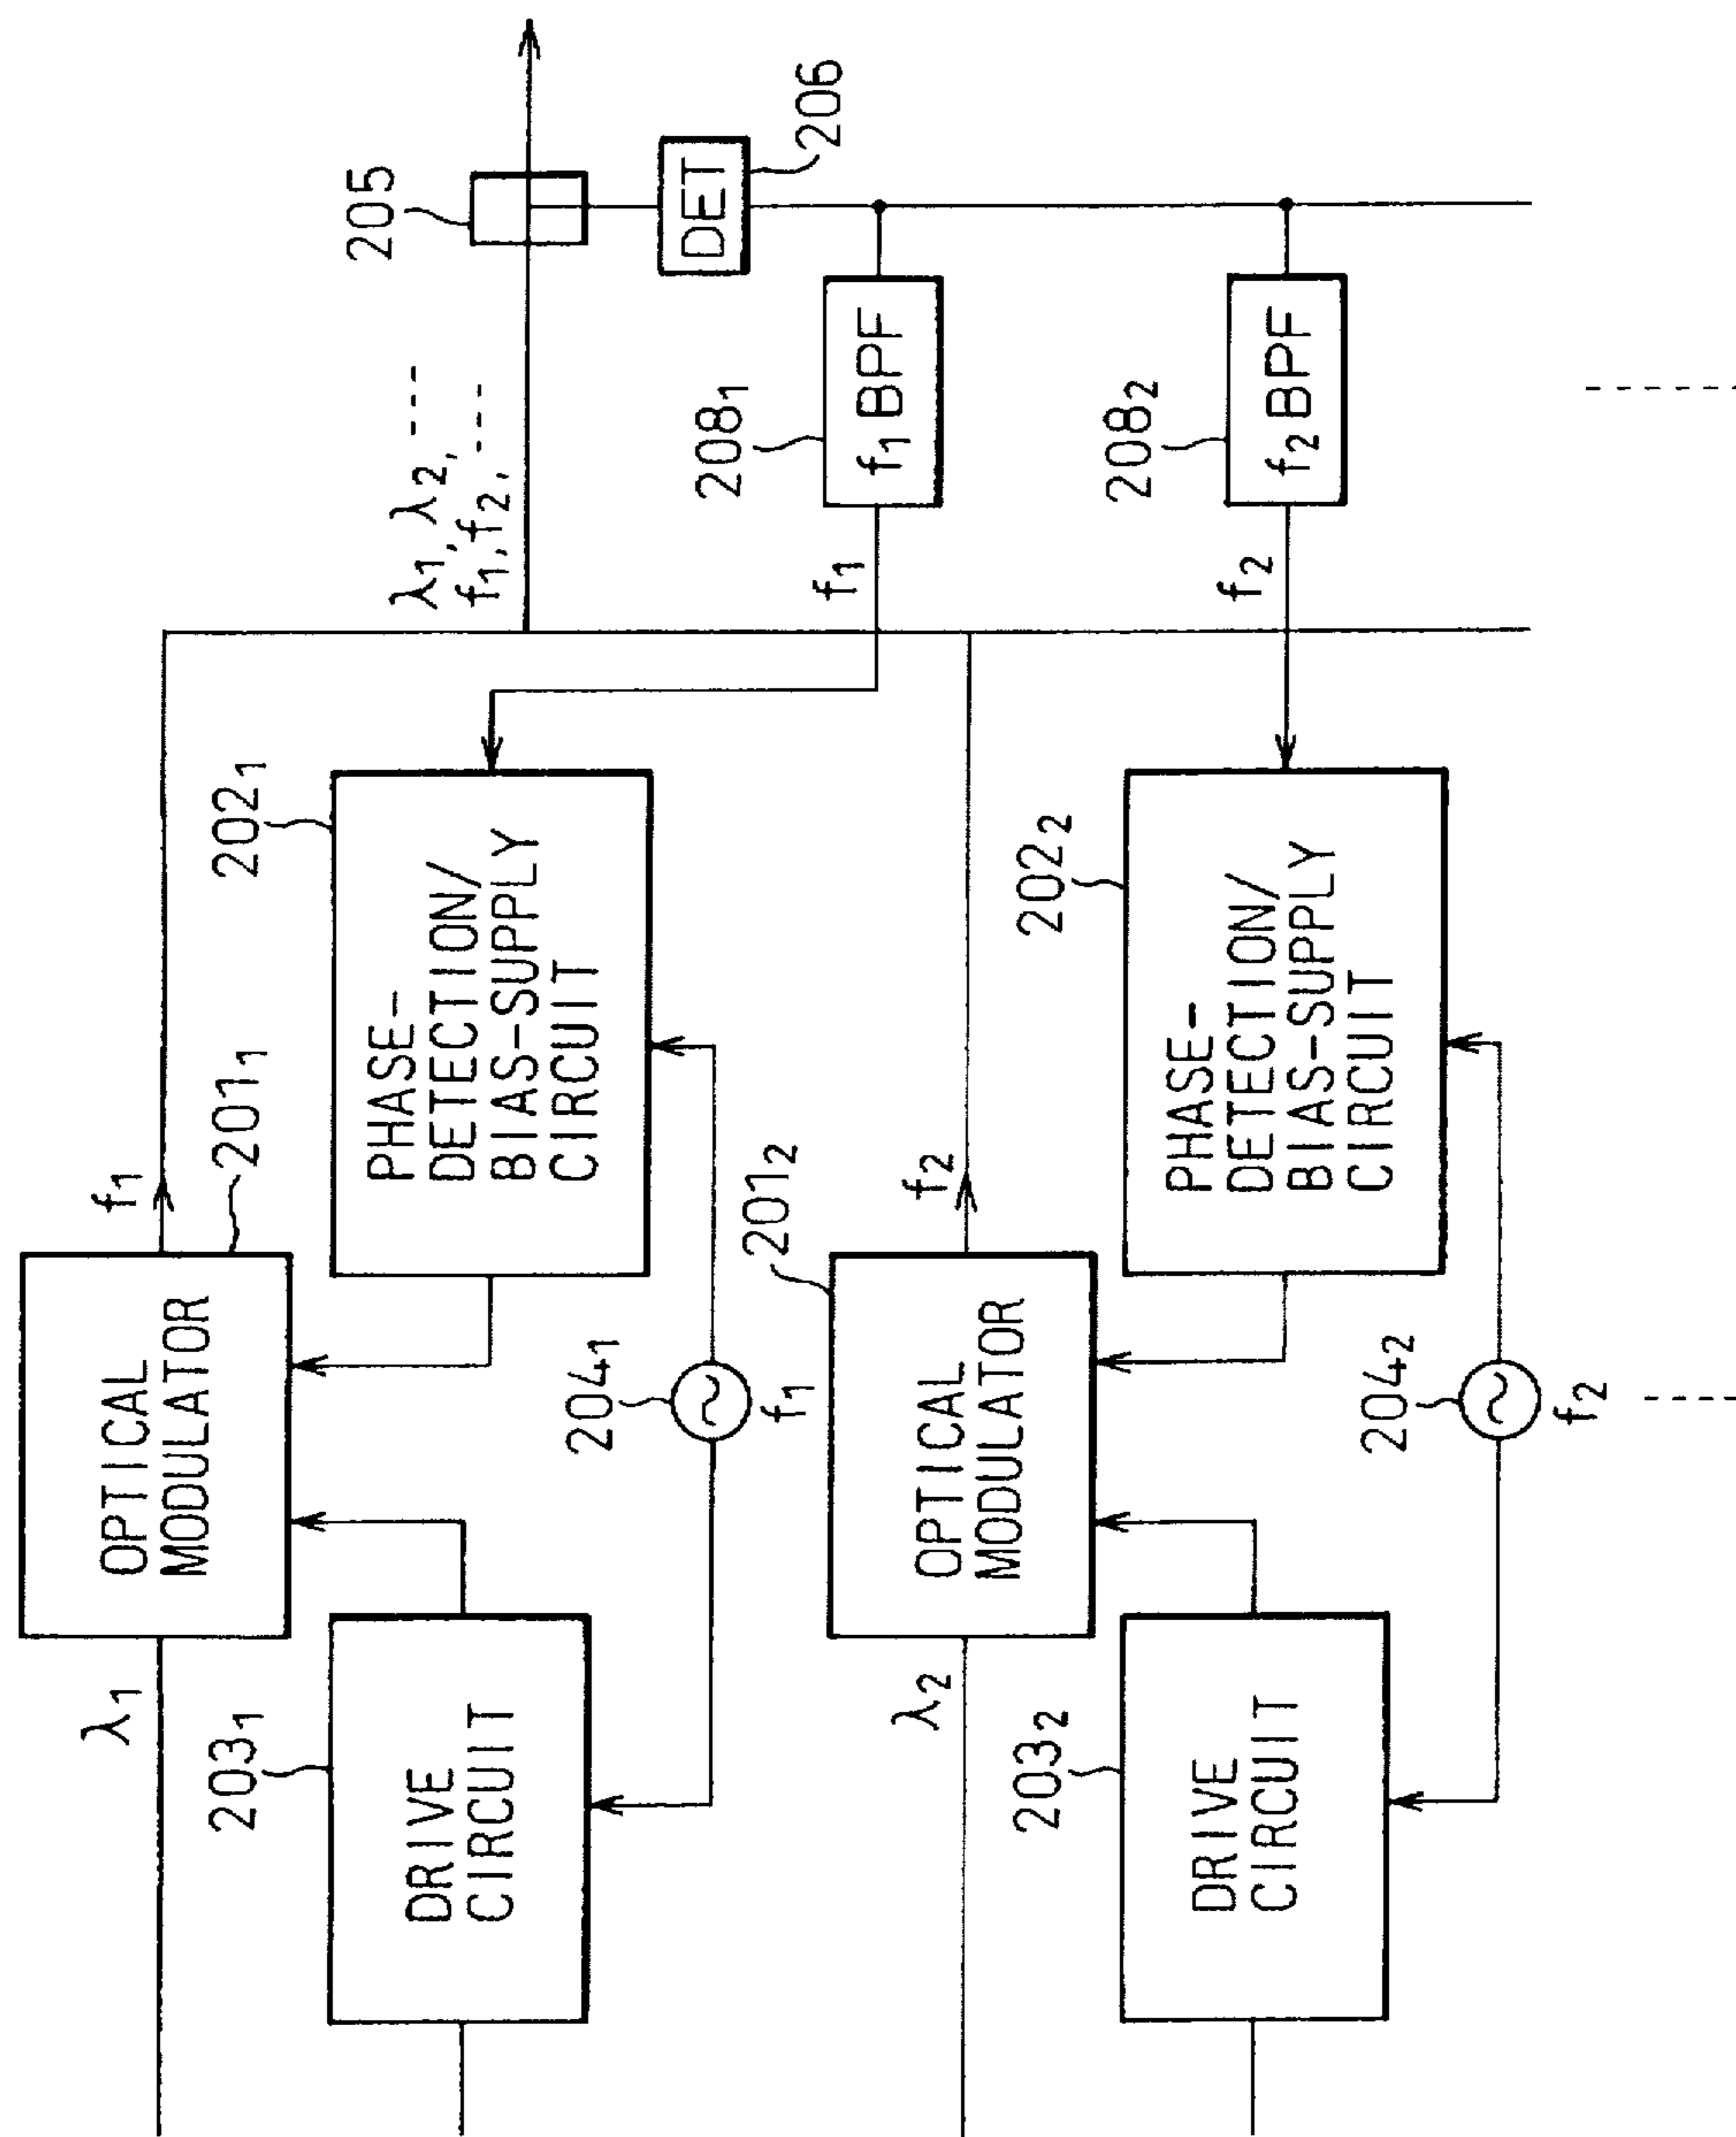 λ₁
OPTICAL
MODULATOR
f₁
201₁
203₁
DRIVE
CIRCUIT
204₁
f₁
202₁
PHASE-
DETECTION/
BIAS-SUPPLY
CIRCUIT
λ₁, λ₂, ---
f₁, f₂, ---
205
DET
206
208₁
f₁ BPF
f₁
λ₂
OPTICAL
MODULATOR
f₂
201₂
203₂
DRIVE
CIRCUIT
204₂
f₂
202₂
PHASE-
DETECTION/
BIAS-SUPPLY
CIRCUIT
208₂
f₂ BPF
f₂